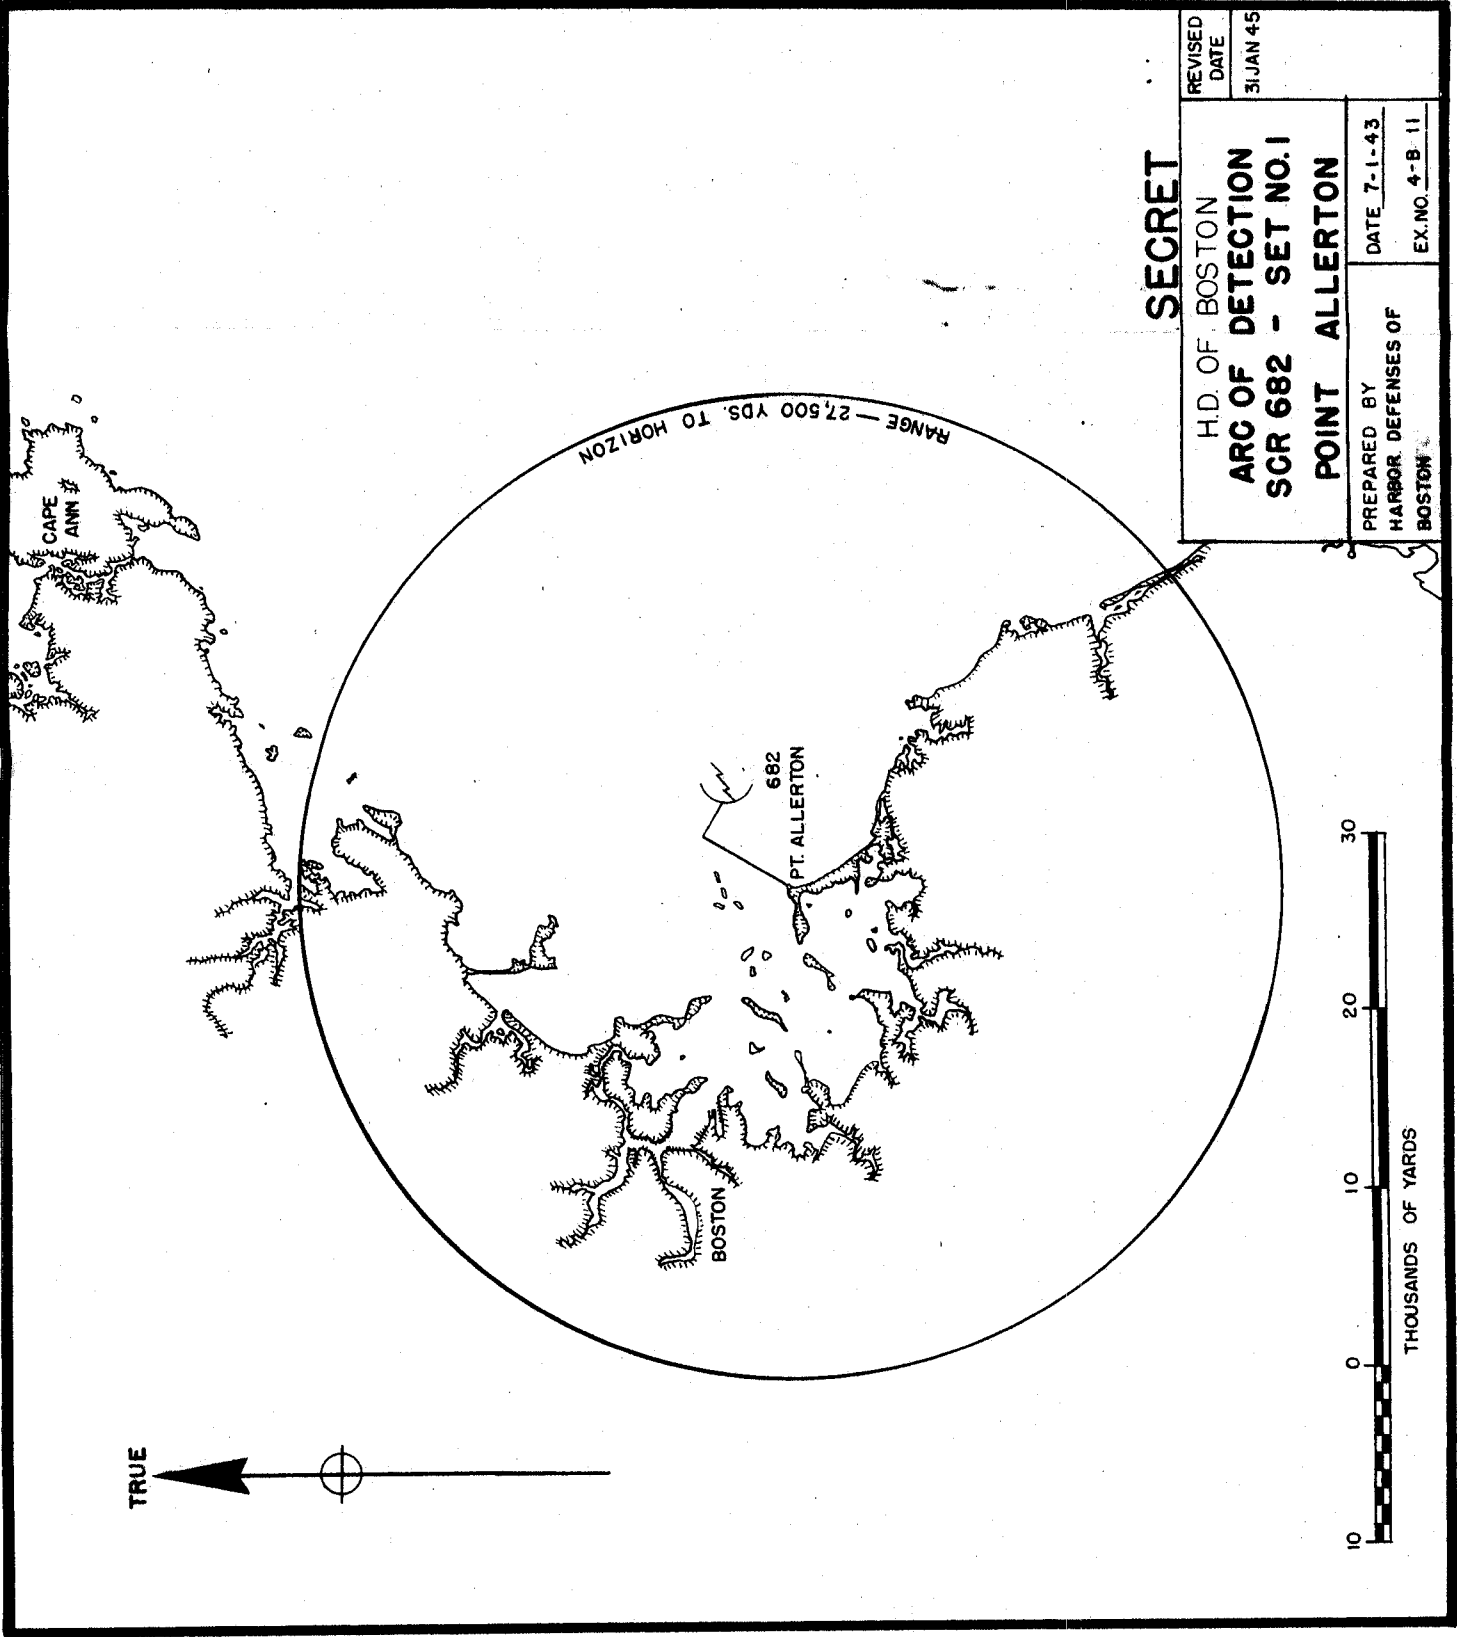 TRUE
CAPE
ANN
RANGE — 27,500 YDS. TO HORIZON
682
PT. ALLERTON
BOSTON
10 0 10 20 30
THOUSANDS OF YARDS
SECRET
H.D. OF BOSTON
ARC OF DETECTION
SCR 682 - SET NO. 1
POINT ALLERTON
REVISED
DATE
31 JAN 45
PREPARED BY
HARBOR DEFENSES OF
BOSTON
DATE 7-1-43
EX. NO. 4-B-11